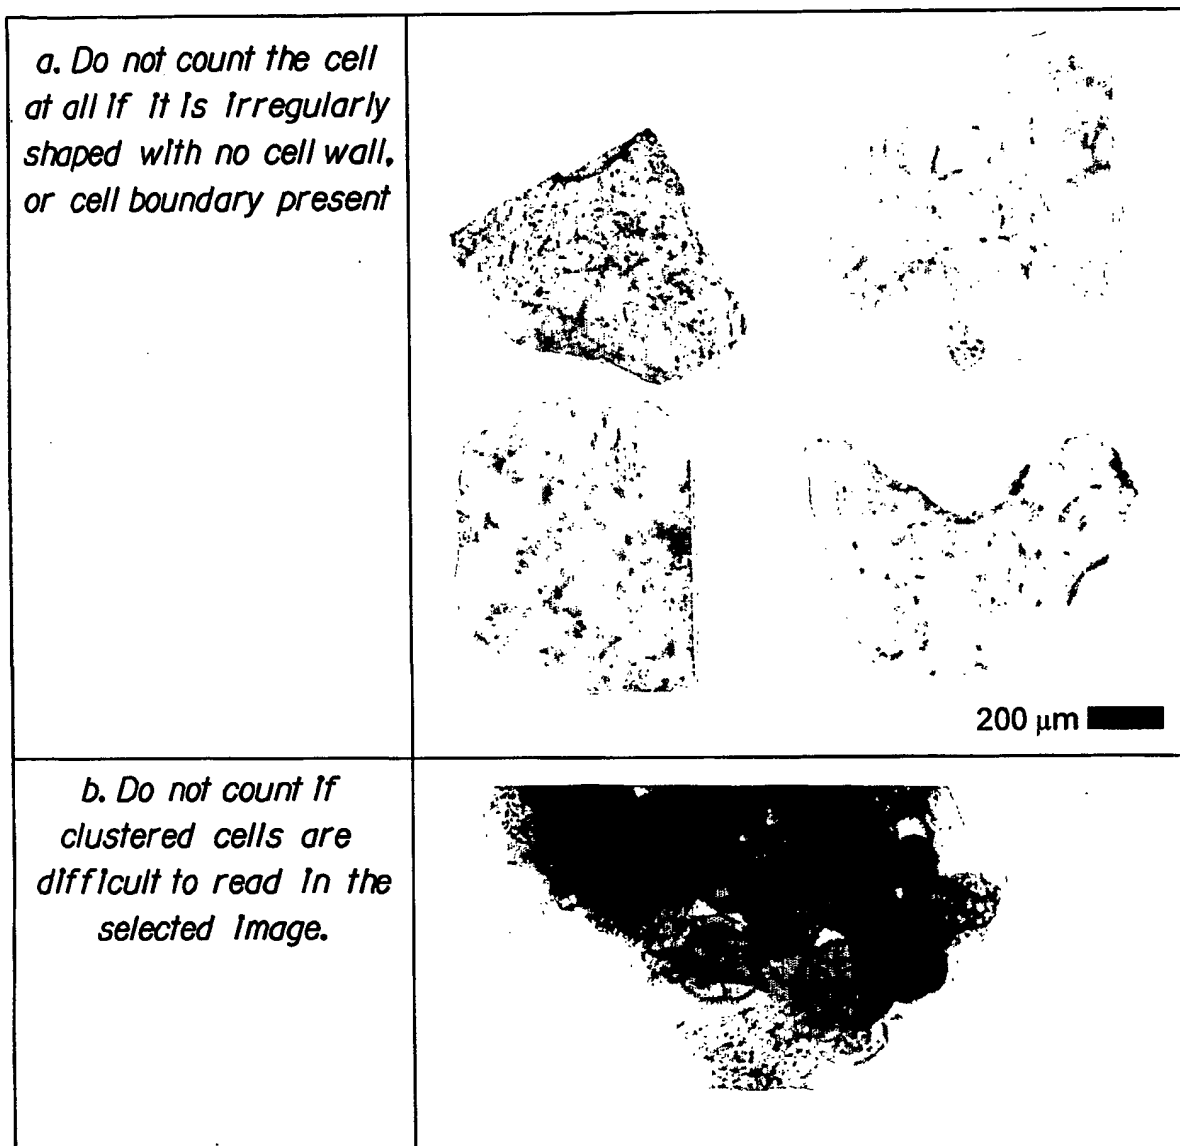 a. Do not count the cell
at all if it is irregularly
shaped with no cell wall,
or cell boundary present
200 μm
b. Do not count if
clustered cells are
difficult to read in the
selected image.